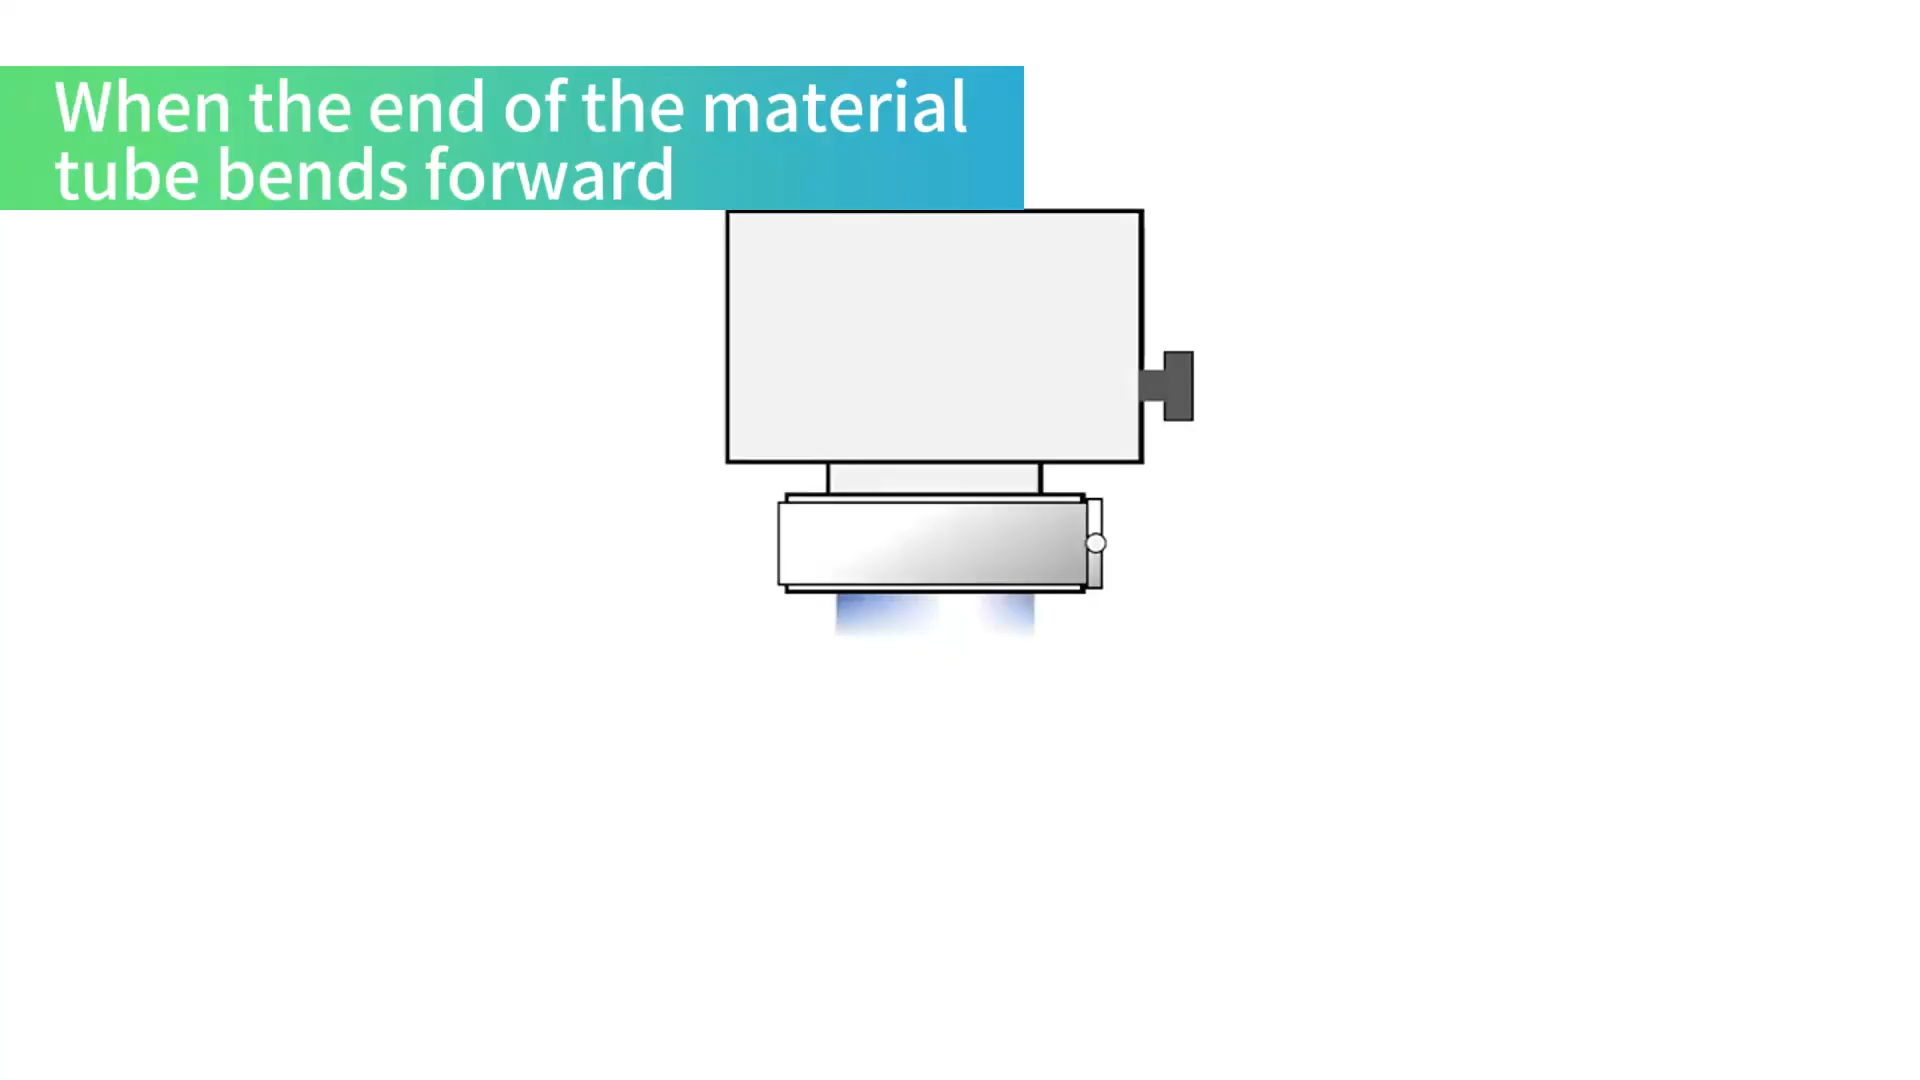 When the end of the material
tube bends forward